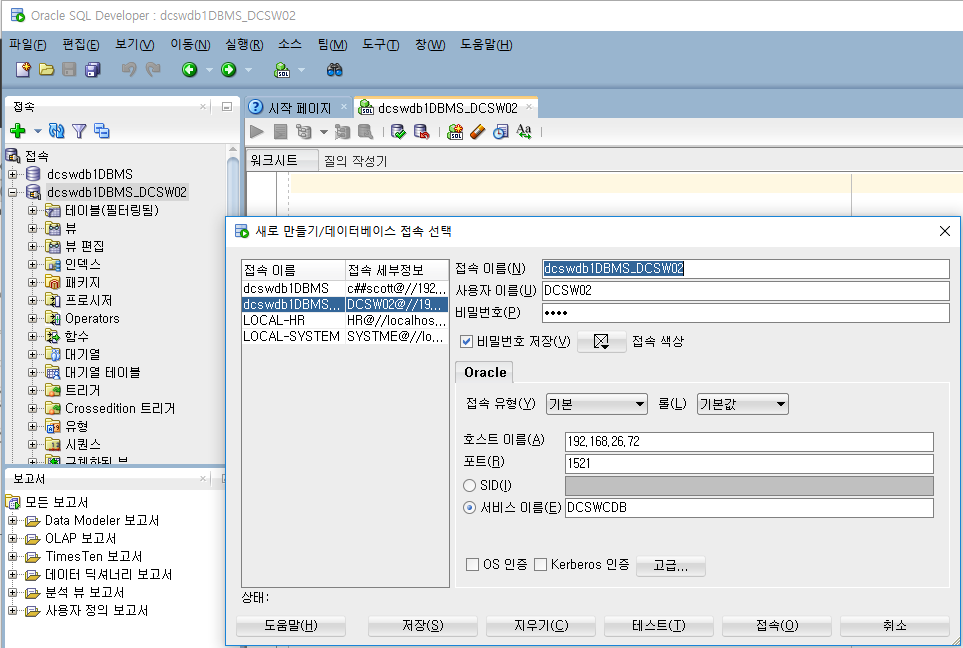 Oracle SQL Developer : dcswdb1DBMS_DCSW02
파일(F) 편집(E) 보기(V) 이동(N) 실행(R) 소스 팀(M) 도구(T) 창(W) 도움말(H)
접속
시작 페이지 dcswdb1DBMS_DCSW02
워크시트 질의 작성기
접속
dcswdb1DBMS
dcswdb1DBMS_DCSW02
테이블(필터링됨)
뷰
뷰 편집
인덱스
패키지
프로시저
Operators
함수
대기열
대기열 테이블
트리거
Crossedition 트리거
유형
시퀀스
구체화된 뷰
보고서
모든 보고서
Data Modeler 보고서
OLAP 보고서
TimesTen 보고서
데이터 딕셔너리 보고서
분석 뷰 보고서
사용자 정의 보고서
새로 만들기/데이터베이스 접속 선택
접속 이름 접속 세부정보
dcswdb1DBMS c##scott@//192,...
dcswdb1DBMS_... DCSW02@//19,...
LOCAL-HR HR@//localhos,...
LOCAL-SYSTEM SYSTME@//lo,...
접속 이름(N) dcswdb1DBMS_DCSW02
사용자 이름(U) DCSW02
비밀번호(P) ••••
비밀번호 저장(V) 접속 색상
Oracle
접속 유형(Y) 기본 롤(L) 기본값
호스트 이름(A) 192,168,26,72
포트(R) 1521
SID(I)
서비스 이름(E) DCSWCDB
OS 인증 Kerberos 인증 고급...
상태:
도움말(H) 저장(S) 지우기(C) 테스트(T) 접속(O) 취소